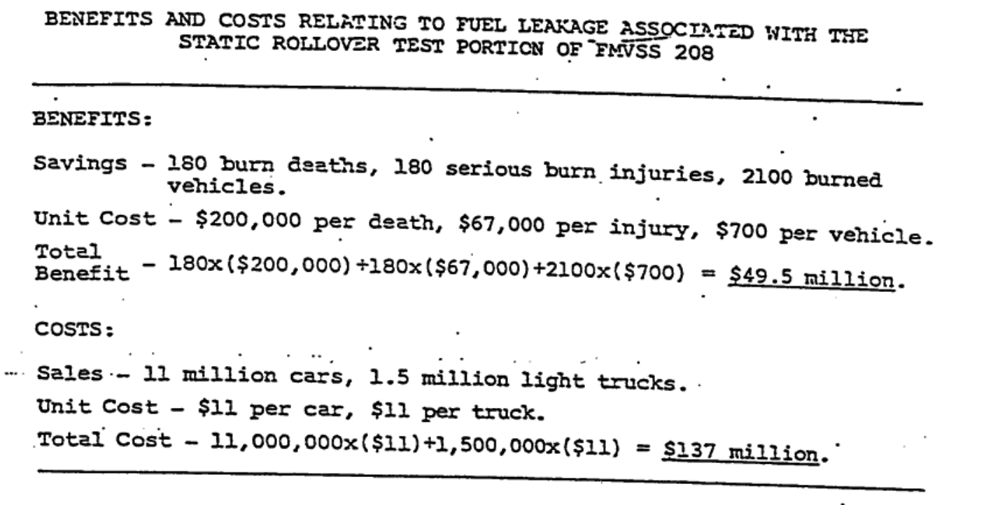 BENEFITS AND COSTS RELATING TO FUEL LEAKAGE ASSOCIATED WITH THE
STATIC ROLLOVER TEST PORTION OF FMVSS 208
BENEFITS:
Savings - 180 burn deaths, 180 serious burn injuries, 2100 burned
vehicles.
Unit Cost - $200,000 per death, $67,000 per injury, $700 per vehicle.
Total
Benefit - 180x($200,000)+180x($67,000)+2100x($700) = $49.5 million.
COSTS:
Sales - 11 million cars, 1.5 million light trucks.
Unit Cost - $11 per car, $11 per truck.
Total Cost - 11,000,000x($11)+1,500,000x($11) = $137 million.